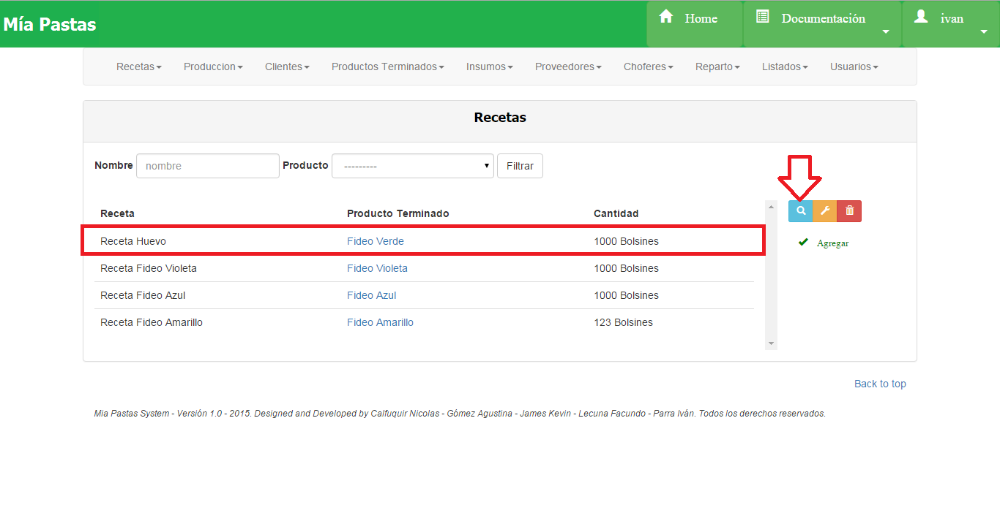 Mía Pastas Home Documentación ivan
Recetas Produccion Clientes Productos Terminados Insumos Proveedores Choferes Reparto Listados Usuarios
Recetas
Nombre nombre Producto --------- Filtrar
Receta Producto Terminado Cantidad
Receta Huevo Fideo Verde 1000 Bolsines
Agregar
Receta Fideo Violeta Fideo Violeta 1000 Bolsines
Receta Fideo Azul Fideo Azul 1000 Bolsines
Receta Fideo Amarillo Fideo Amarillo 123 Bolsines
Back to top
Mia Pastas System - Versión 1.0 - 2015. Designed and Developed by Calfuquir Nicolas - Gómez Agustina - James Kevin - Lecuna Facundo - Parra Iván. Todos los derechos reservados.